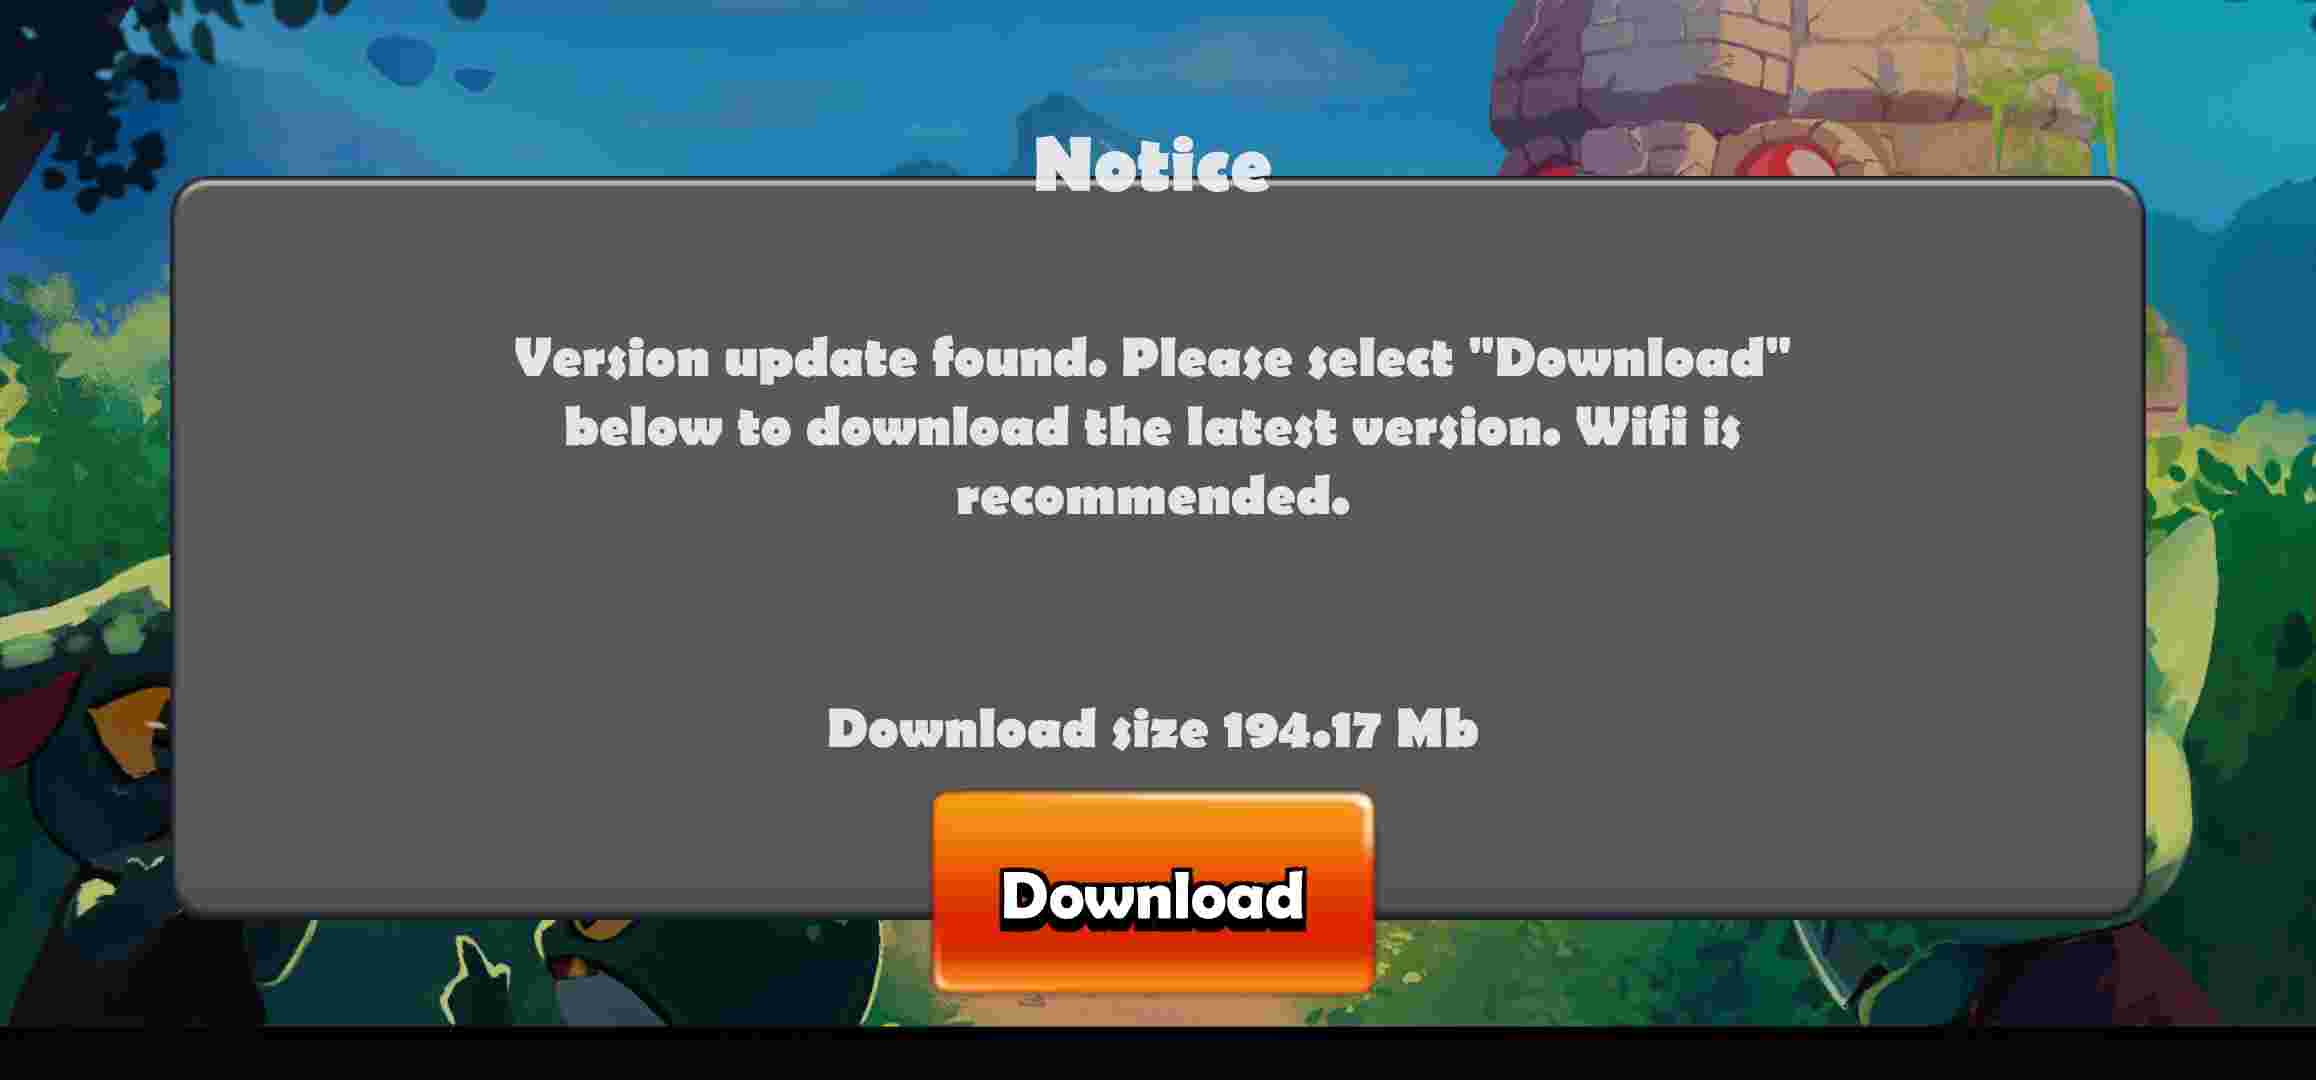 Notice
Version update found. Please select "Download"
below to download the latest version. Wifi is
recommended.
Download size 194.17 Mb
Download